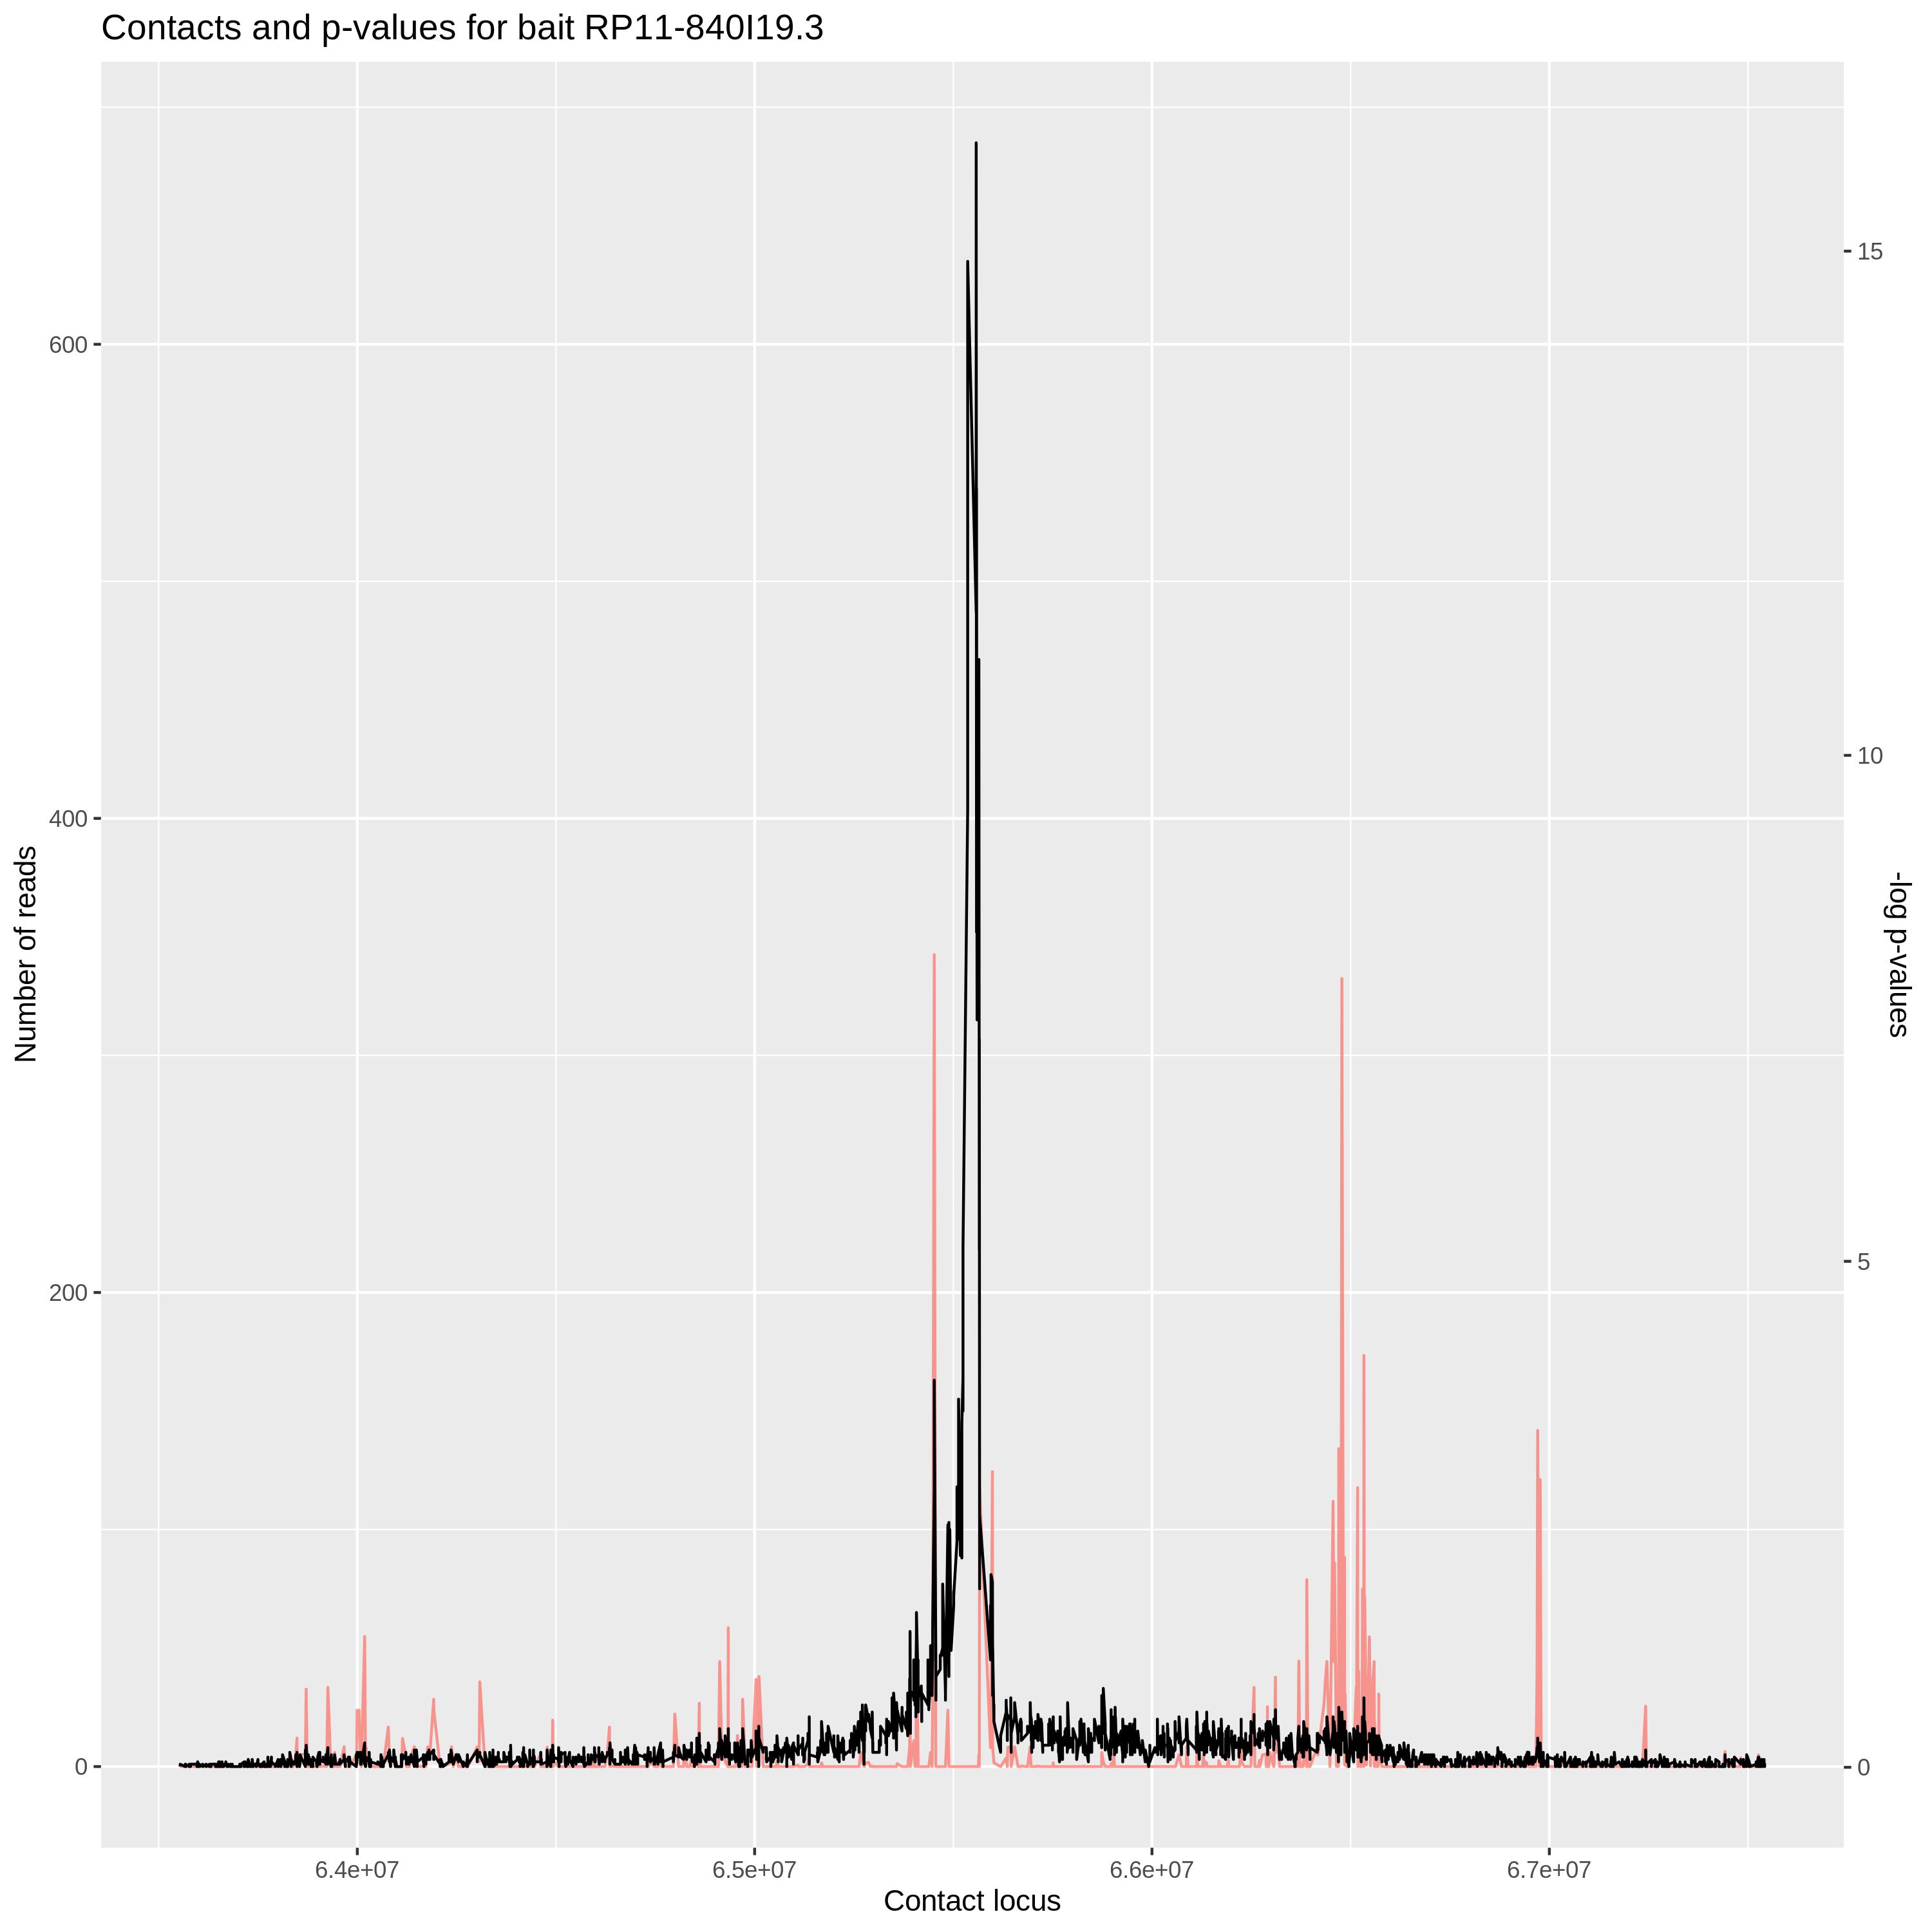 Contacts and p-values for bait RP11-840I19.3
15
600
10
400
Number of reads
-log p-values
5
200
0
0
6.4e+07
6.5e+07
6.6e+07
6.7e+07
Contact locus